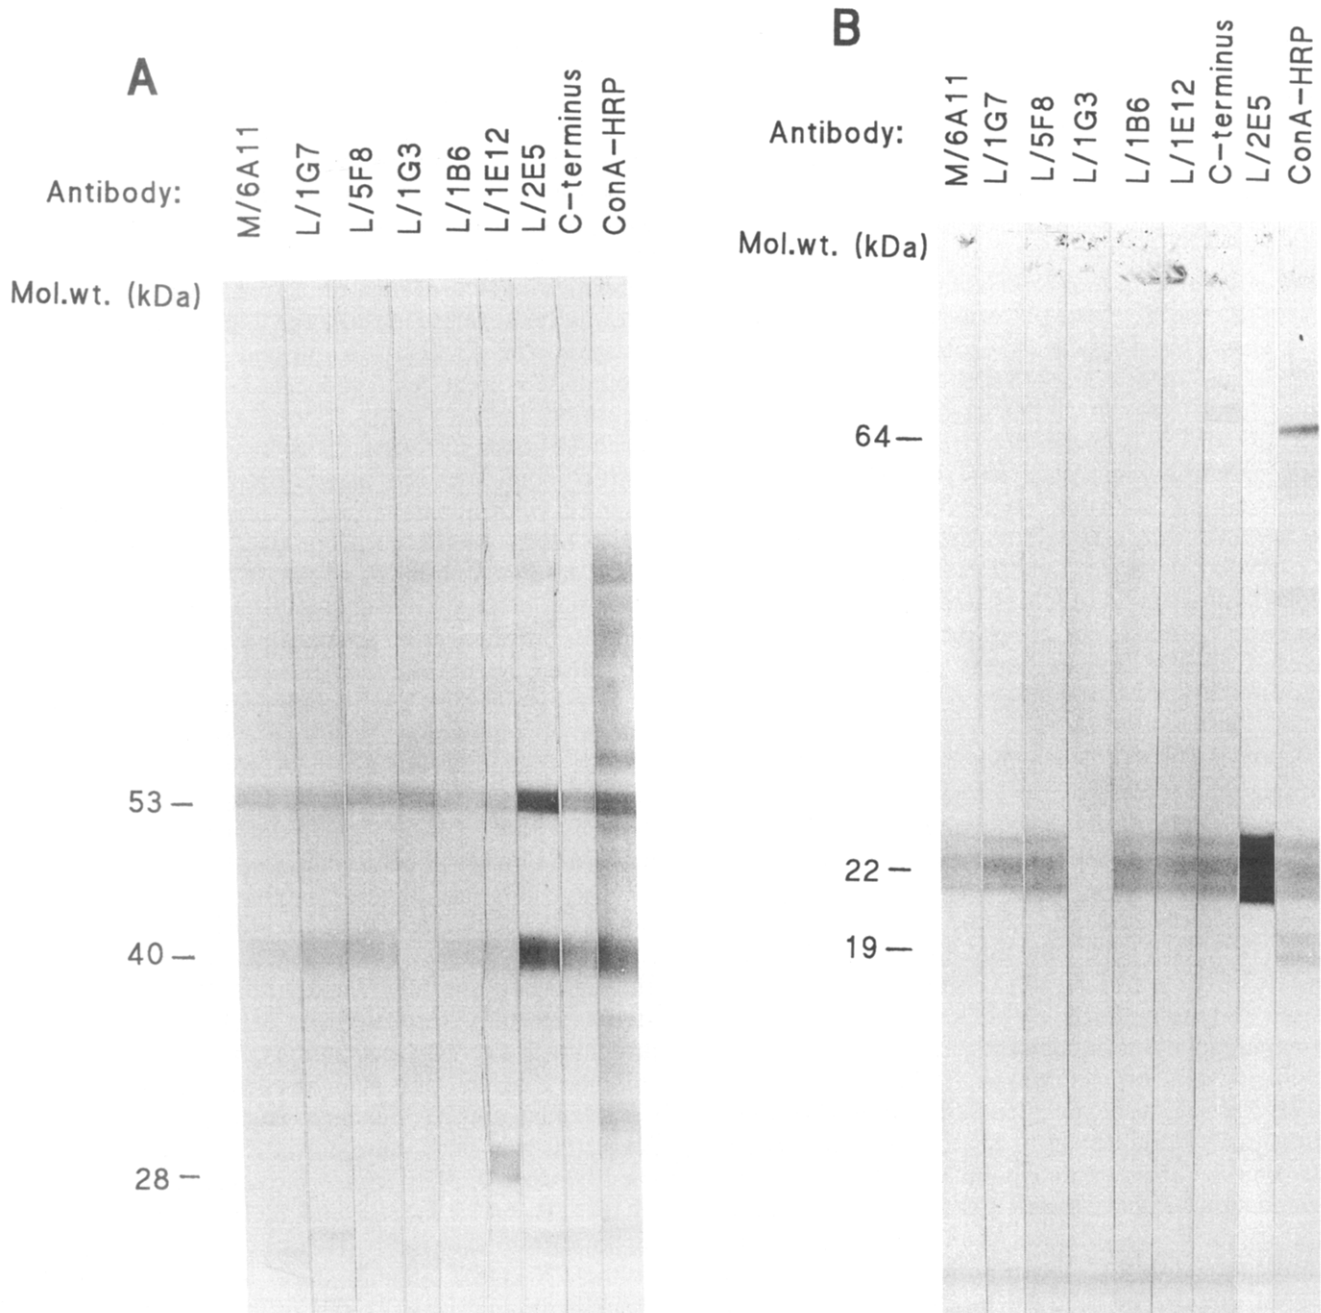 A
Antibody: M/6A11 L/1G7 L/5F8 L/1G3 L/1B6 L/1E12 L/2E5 C-terminus ConA-HRP
Mol.wt. (kDa)
53
40
28
B
Antibody: M/6A11 L/1G7 L/5F8 L/1G3 L/1B6 L/1E12 C-terminus L/2E5 ConA-HRP
Mol.wt. (kDa)
64
22
19